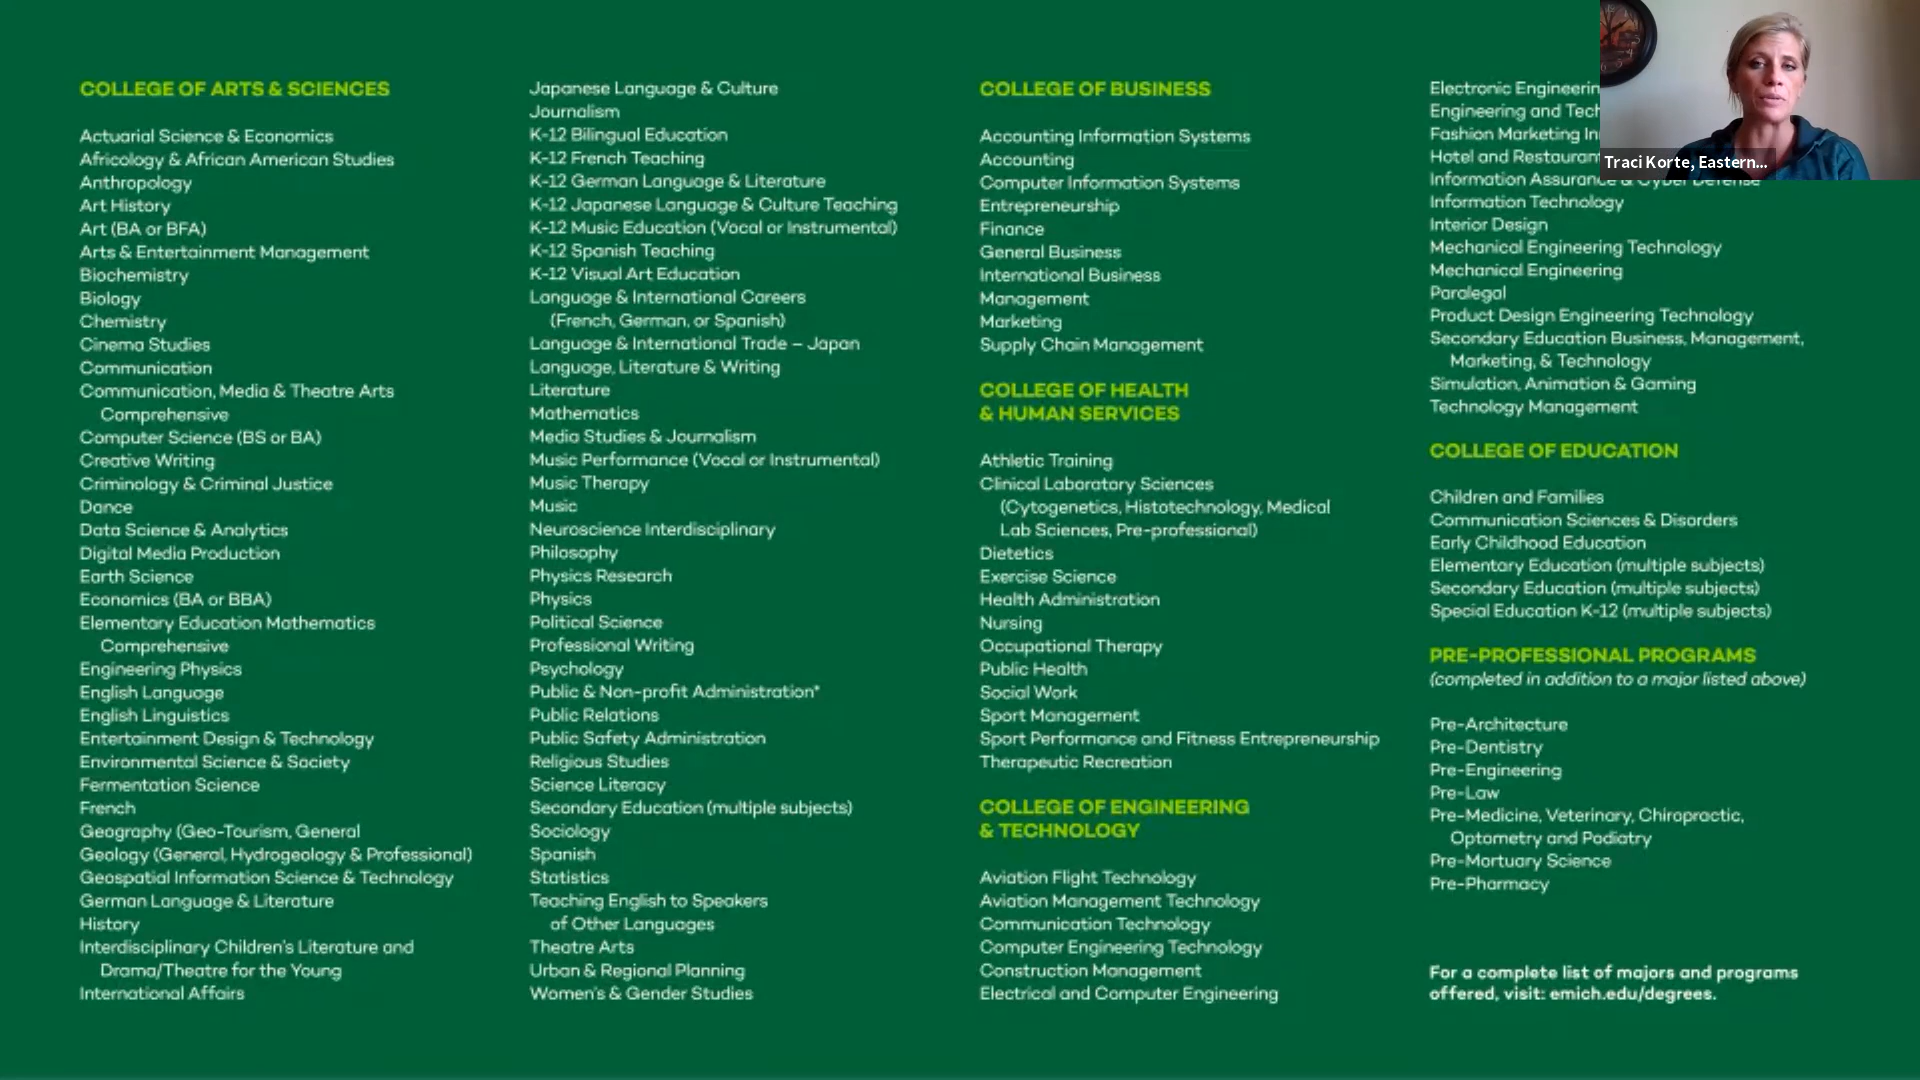 COLLEGE OF ARTS & SCIENCES
Actuarial Science & Economics
Africology & African American Studies
Anthropology
Art History
Art (BA or BFA)
Arts & Entertainment Management
Biochemistry
Biology
Chemistry
Cinema Studies
Communication
Communication, Media & Theatre Arts
Comprehensive
Computer Science (BS or BA)
Creative Writing
Criminology & Criminal Justice
Dance
Data Science & Analytics
Digital Media Production
Earth Science
Economics (BA or BBA)
Elementary Education Mathematics
Comprehensive
Engineering Physics
English Language
English Linguistics
Entertainment Design & Technology
Environmental Science & Society
Fermentation Science
French
Geography (Geo-Tourism, General
Geology (General, Hydrogeology & Professional)
Geospatial Information Science & Technology
German Language & Literature
History
Interdisciplinary Children's Literature and
Drama/Theatre for the Young
International Affairs
Japanese Language & Culture
Journalism
K-12 Bilingual Education
K-12 French Teaching
K-12 German Language & Literature
K-12 Japanese Language & Culture Teaching
K-12 Music Education (Vocal or Instrumental)
K-12 Spanish Teaching
K-12 Visual Art Education
Language & International Careers
(French, German, or Spanish)
Language & International Trade – Japan
Language, Literature & Writing
Literature
Mathematics
Media Studies & Journalism
Music Performance (Vocal or Instrumental)
Music Therapy
Music
Neuroscience Interdisciplinary
Philosophy
Physics Research
Physics
Political Science
Professional Writing
Psychology
Public & Non-profit Administration*
Public Relations
Public Safety Administration
Religious Studies
Science Literacy
Secondary Education (multiple subjects)
Sociology
Spanish
Statistics
Teaching English to Speakers
of Other Languages
Theatre Arts
Urban & Regional Planning
Women's & Gender Studies
COLLEGE OF BUSINESS
Accounting Information Systems
Accounting
Computer Information Systems
Entrepreneurship
Finance
General Business
International Business
Management
Marketing
Supply Chain Management
COLLEGE OF HEALTH
& HUMAN SERVICES
Athletic Training
Clinical Laboratory Sciences
(Cytogenetics, Histotechnology, Medical
Lab Sciences, Pre-professional)
Dietetics
Exercise Science
Health Administration
Nursing
Occupational Therapy
Public Health
Social Work
Sport Management
Sport Performance and Fitness Entrepreneurship
Therapeutic Recreation
COLLEGE OF ENGINEERING
& TECHNOLOGY
Aviation Flight Technology
Aviation Management Technology
Communication Technology
Computer Engineering Technology
Construction Management
Electrical and Computer Engineering
Electronic Engineerin
Engineering and Tec
Fashion Marketing In
Hotel and Restauran
Information Assurance & Cyber Defense
Information Technology
Interior Design
Mechanical Engineering Technology
Mechanical Engineering
Paralegal
Product Design Engineering Technology
Secondary Education Business, Management,
Marketing, & Technology
Simulation, Animation & Gaming
Technology Management
COLLEGE OF EDUCATION
Children and Families
Communication Sciences & Disorders
Early Childhood Education
Elementary Education (multiple subjects)
Secondary Education (multiple subjects)
Special Education K-12 (multiple subjects)
PRE-PROFESSIONAL PROGRAMS
(completed in addition to a major listed above)
Pre-Architecture
Pre-Dentistry
Pre-Engineering
Pre-Law
Pre-Medicine, Veterinary, Chiropractic,
Optometry and Podiatry
Pre-Mortuary Science
Pre-Pharmacy
For a complete list of majors and programs
offered, visit: emich.edu/degrees.
Traci Korte, Eastern...